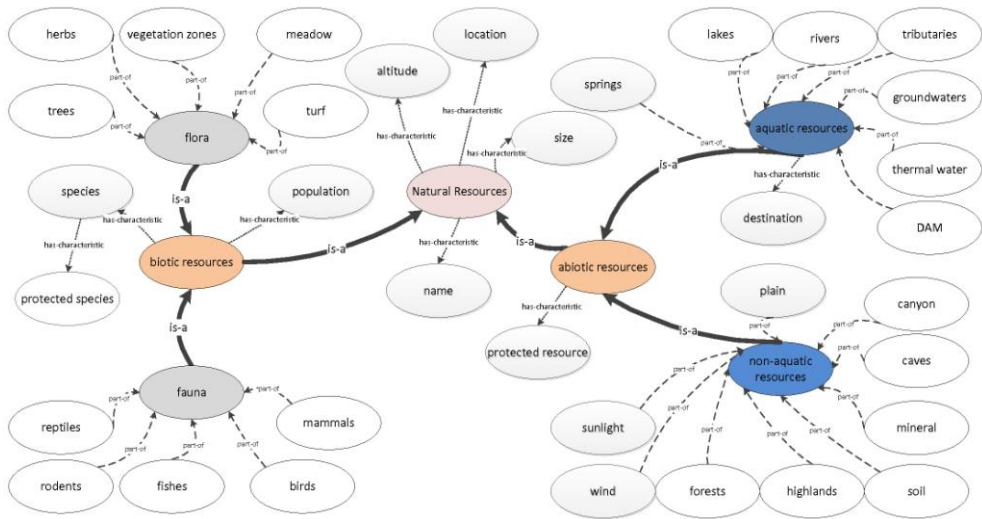 herbs
vegetation zones
meadow
location
lakes
rivers
tributaries
part-of
part-of
part-of
altitude
part-of
part-of
part-of
springs
trees
turf
has-characteristic
groundwaters
part-of
part-of
part-of
flora
has-characteristic
size
part-of
aquatic resources
has-characteristic
part-of
species
is-a
population
Natural Resources
has-characteristic
thermal water
has-characteristic
has-characteristic
is-a
destination
part-of
has-characteristic
has-characteristic
DAM
is-a
is-a
biotic resources
abiotic resources
protected species
name
plain
canyon
has-characteristic
is-a
protected resource
is-a
part-of
part-of
non-aquatic
resources
part-of
caves
fauna
part-of
part-of
reptiles
part-of
part-of
mammals
sunlight
part-of
part-of
mineral
part-of
part-of
part-of
part-of
part-of
rodents
fishes
birds
wind
forests
highlands
soil